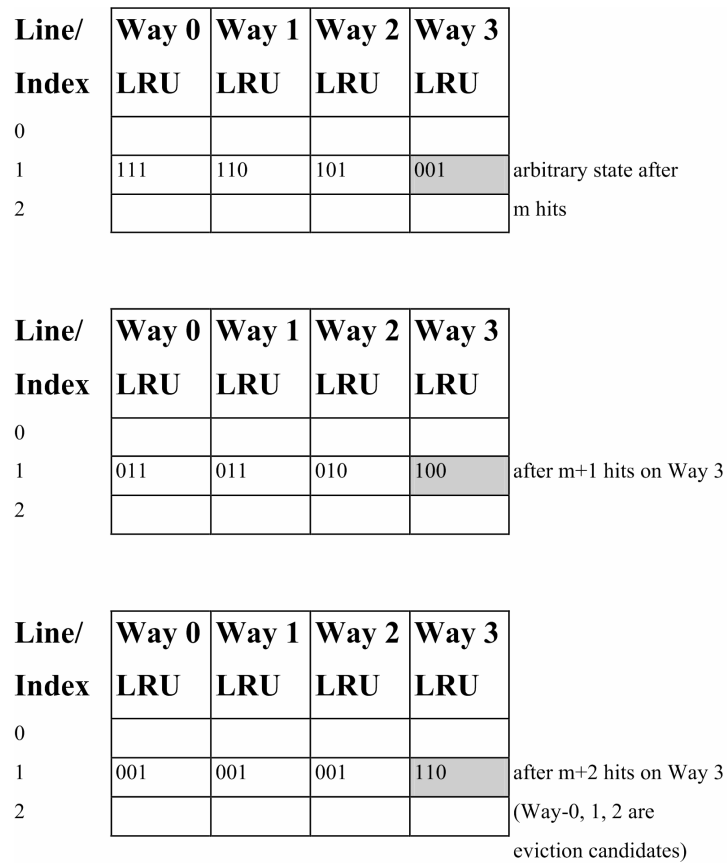 Line/ Way 0 Way 1 Way 2 Way 3
Index LRU LRU LRU LRU
0
1 111 110 101 001 arbitrary state after
2 m hits
Line/ Way 0 Way 1 Way 2 Way 3
Index LRU LRU LRU LRU
0
1 011 011 010 100 after m+1 hits on Way 3
2
Line/ Way 0 Way 1 Way 2 Way 3
Index LRU LRU LRU LRU
0
1 001 001 001 110 after m+2 hits on Way 3
2 (Way-0, 1, 2 are
eviction candidates)